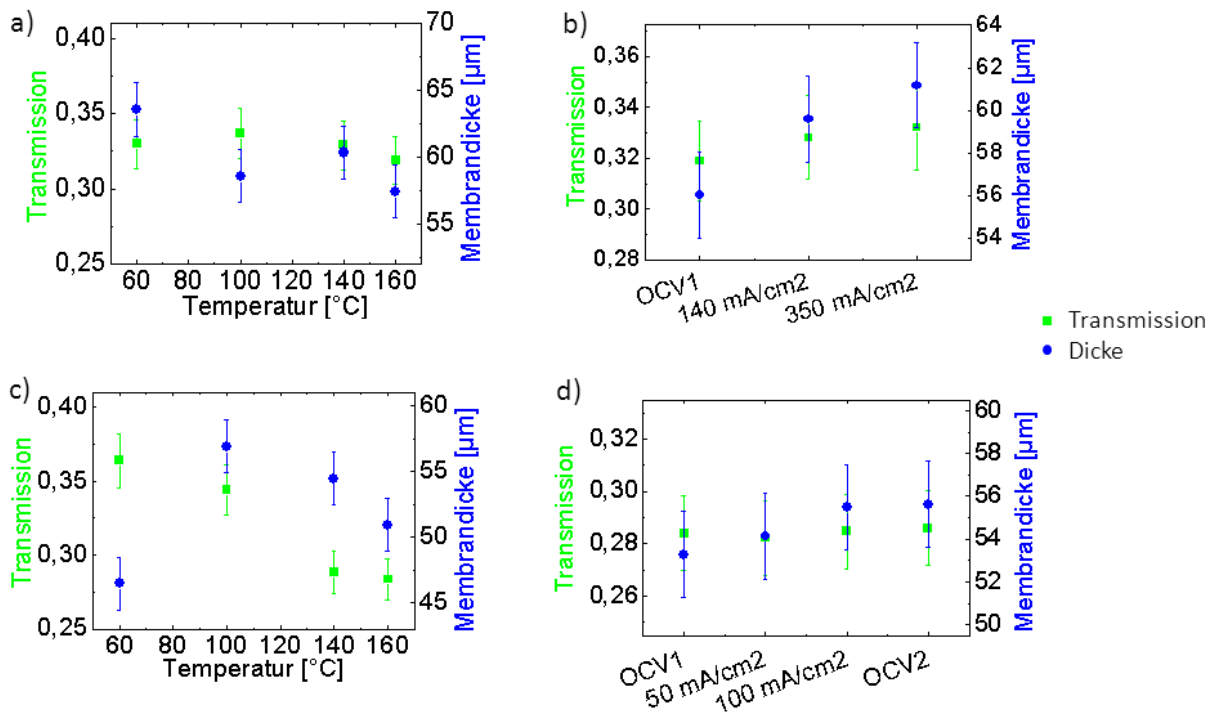 a)
0,40
0,35
0,30
0,25
Transmission
60 80 100 120 140 160
Temperatur [°C]
70
65
60
55
Membrandicke [µm]
b)
0,36
0,34
0,32
0,30
0,28
Transmission
OCV1
140 mA/cm2
350 mA/cm2
64
62
60
58
56
54
Membrandicke [µm]
Transmission
Dicke
c)
0,40
0,35
0,30
0,25
Transmission
60 80 100 120 140 160
Temperatur [°C]
60
55
50
45
Membrandicke [µm]
d)
0,32
0,30
0,28
0,26
Transmission
OCV1
50 mA/cm2
100 mA/cm2
OCV2
60
58
56
54
52
50
Membrandicke [µm]